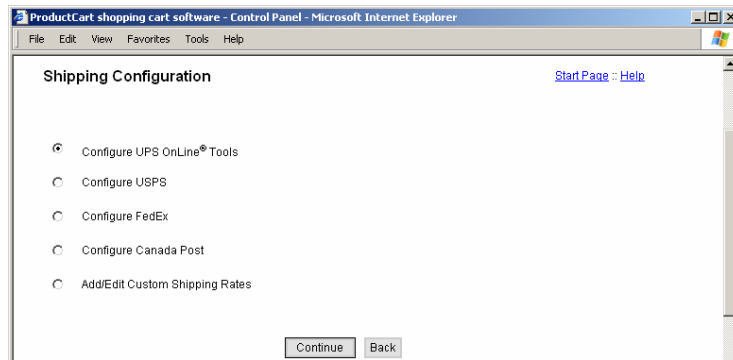 ProductCart shopping cart software - Control Panel - Microsoft Internet Explorer
File Edit View Favorites Tools Help
Shipping Configuration
Start Page :: Help
Configure UPS OnLine® Tools
Configure USPS
Configure FedEx
Configure Canada Post
Add/Edit Custom Shipping Rates
Continue Back